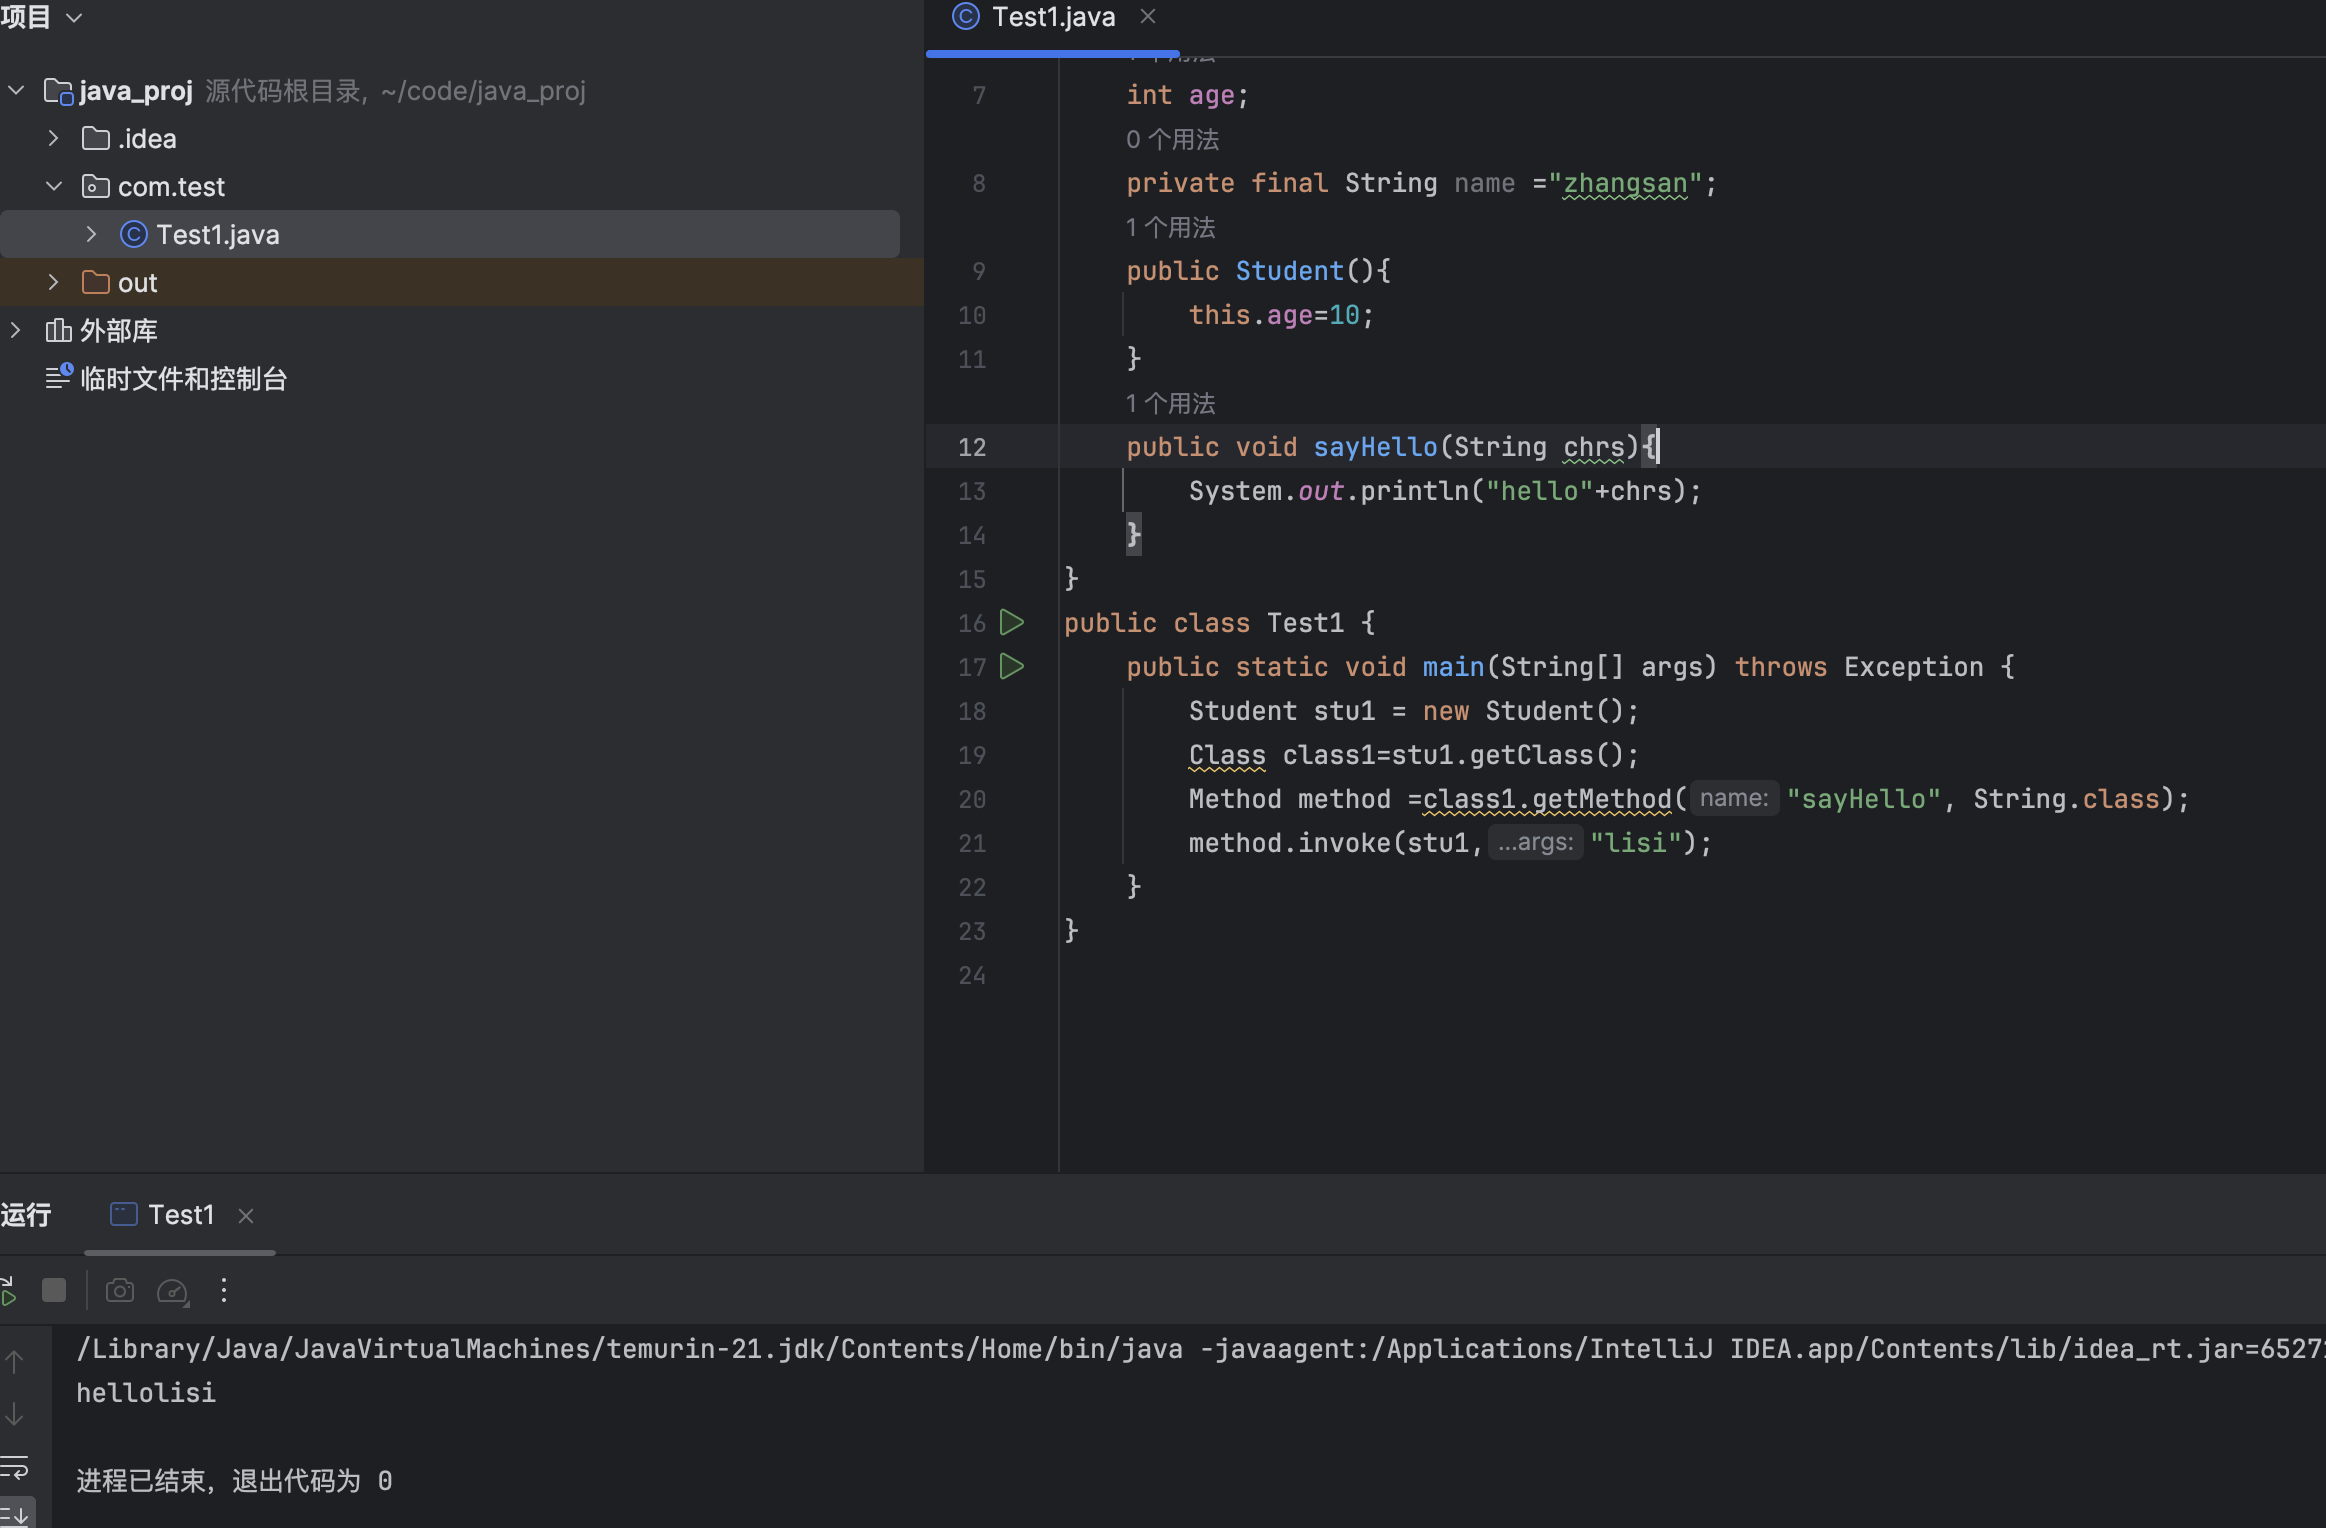 项目
java_proj 源代码根目录, ~/code/java_proj
.idea
com.test
Test1.java
out
外部库
临时文件和控制台
Test1.java
7 int age;
0 个用法
8 private final String name ="zhangsan";
1 个用法
9 public Student(){
10 this.age=10;
11 }
1 个用法
12 public void sayHello(String chrs){
13 System.out.println("hello"+chrs);
14 }
15 }
16 public class Test1 {
17 public static void main(String[] args) throws Exception {
18 Student stu1 = new Student();
19 Class class1=stu1.getClass();
20 Method method =class1.getMethod( name: "sayHello", String.class);
21 method.invoke(stu1, ...args: "lisi");
22 }
23 }
24
运行
Test1
/Library/Java/JavaVirtualMachines/temurin-21.jdk/Contents/Home/bin/java -javaagent:/Applications/IntelliJ IDEA.app/Contents/lib/idea_rt.jar=6527
hellolisi
进程已结束，退出代码为 0